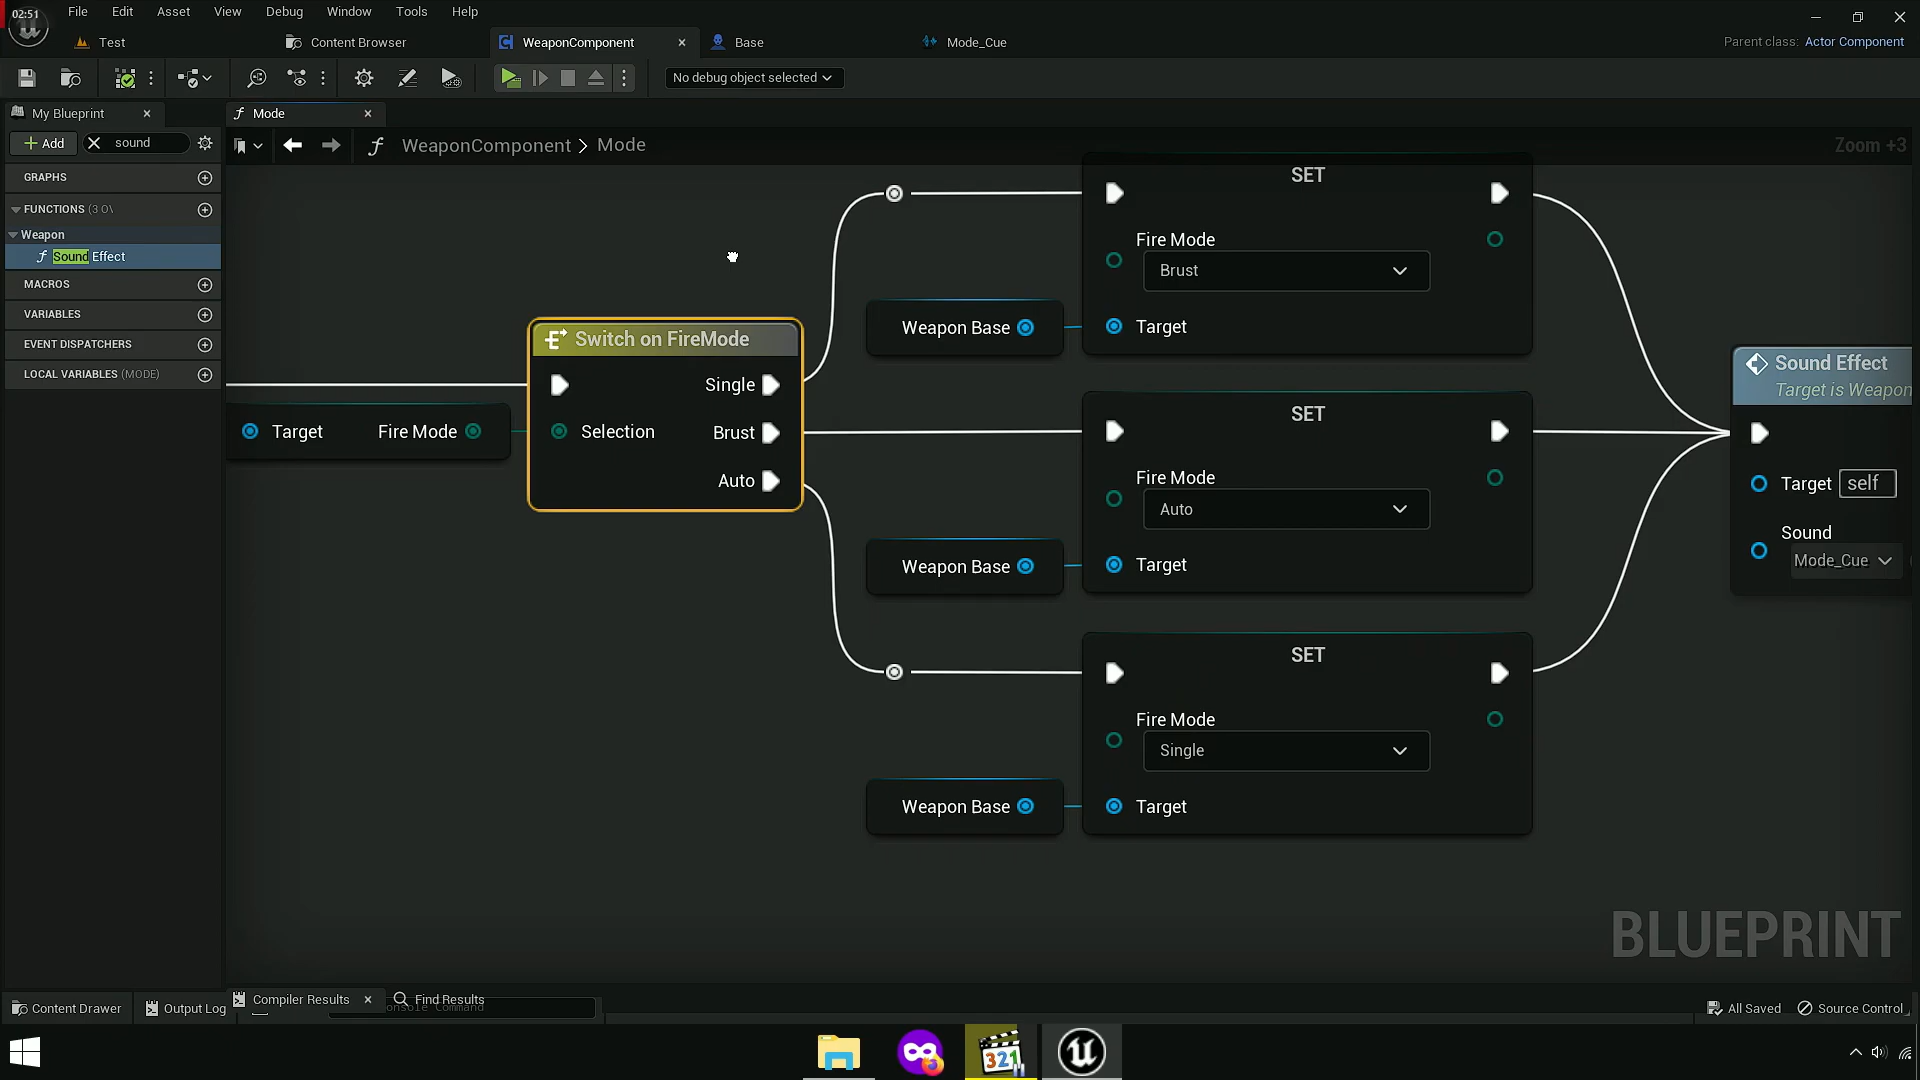 02:51
File Edit Asset View Debug Window Tools Help
Test Content Browser WeaponComponent Base Mode_Cue
Parent class: Actor Component
No debug object selected
My Blueprint
Mode
Add sound
WeaponComponent > Mode
Zoom +3
GRAPHS
FUNCTIONS (3 O\
Weapon
Sound Effect
MACROS
VARIABLES
EVENT DISPATCHERS
LOCAL VARIABLES (MODE)
Target Fire Mode
Switch on FireMode
Single
Selection Brust
Auto
SET
Fire Mode
Brust
Weapon Base
Target
SET
Fire Mode
Auto
Weapon Base
Target
SET
Fire Mode
Single
Weapon Base
Target
Sound Effect
Target is Weapon
Target self
Sound
Mode_Cue
BLUEPRINT
Compiler Results Find Results
Content Drawer Output Log onsole Command
All Saved Source Control
321